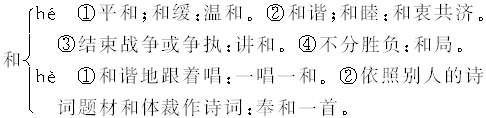 hé ①平和；和缓：温和。②和谐；和睦：和衷共济。
③结束战争或争执：讲和。④不分胜负：和局。
和
hè ①和谐地跟着唱：一唱一和。②依照别人的诗
词题材和体裁作诗词：奉和一首。